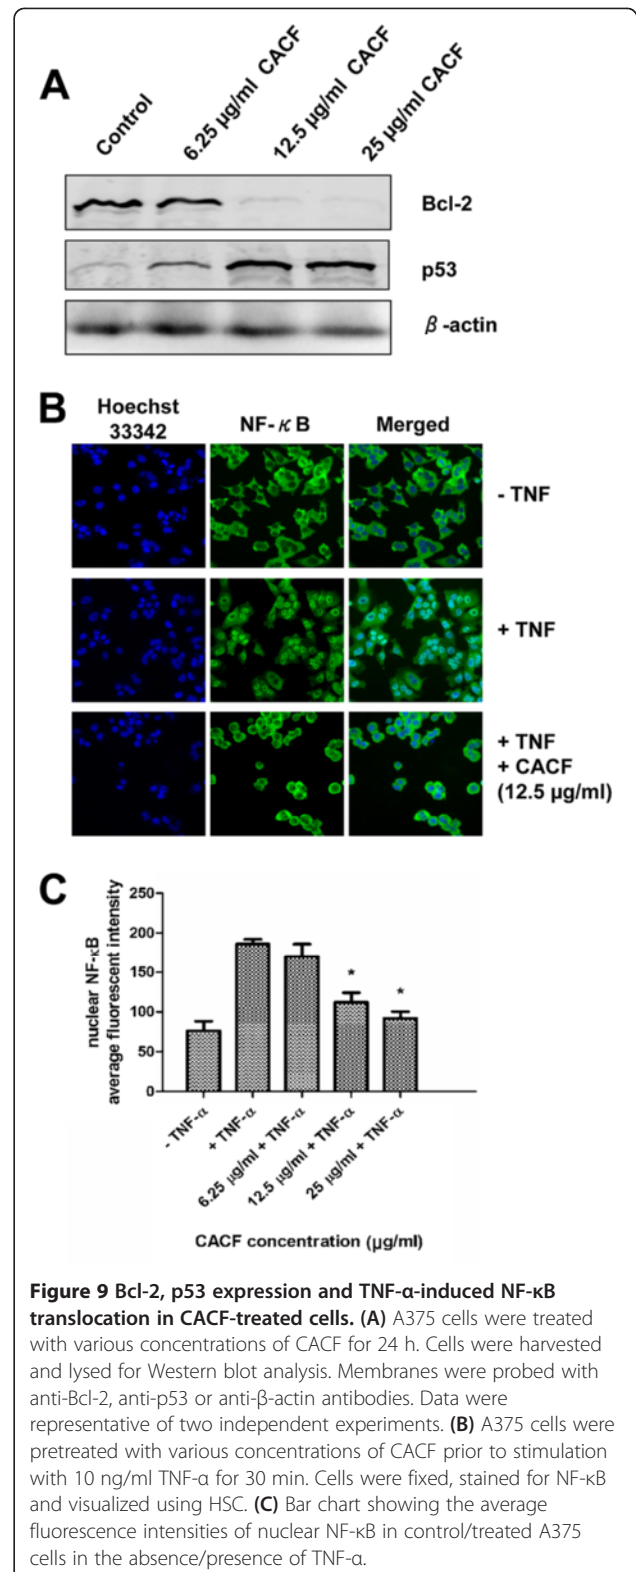 A
Control
6.25 µg/ml CACF
12.5 µg/ml CACF
25 µg/ml CACF
Bcl-2
p53
β-actin
B
Hoechst
33342
NF-κB
Merged
- TNF
+ TNF
+ TNF
+ CACF
(12.5 µg/ml)
C
nuclear NF-κB
average fluorescent intensity
250
200
150
100
50
0
*
*
- TNF-α
+ TNF-α
6.25 µg/ml + TNF-α
12.5 µg/ml + TNF-α
25 µg/ml + TNF-α
CACF concentration (µg/ml)
Figure 9 Bcl-2, p53 expression and TNF-α-induced NF-κB
translocation in CACF-treated cells. (A) A375 cells were treated
with various concentrations of CACF for 24 h. Cells were harvested
and lysed for Western blot analysis. Membranes were probed with
anti-Bcl-2, anti-p53 or anti-β-actin antibodies. Data were
representative of two independent experiments. (B) A375 cells were
pretreated with various concentrations of CACF prior to stimulation
with 10 ng/ml TNF-α for 30 min. Cells were fixed, stained for NF-κB
and visualized using HSC. (C) Bar chart showing the average
fluorescence intensities of nuclear NF-κB in control/treated A375
cells in the absence/presence of TNF-α.